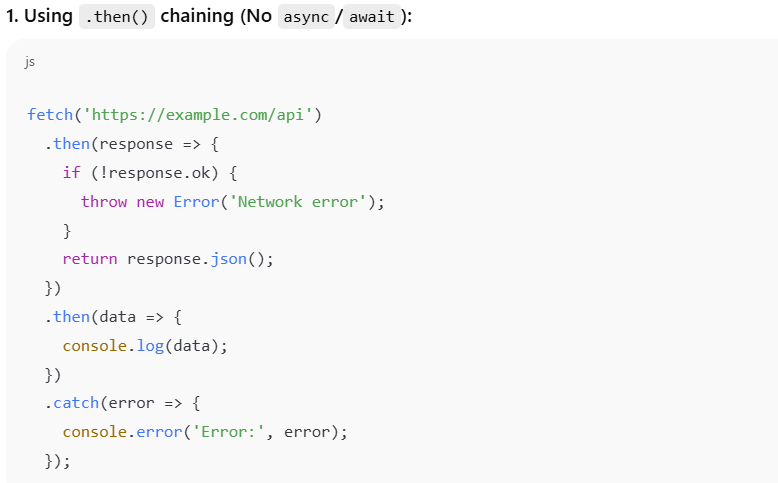 1. Using .then() chaining (No async/await):
js
fetch('https://example.com/api')
  .then(response => {
    if (!response.ok) {
      throw new Error('Network error');
    }
    return response.json();
  })
  .then(data => {
    console.log(data);
  })
  .catch(error => {
    console.error('Error:', error);
  });